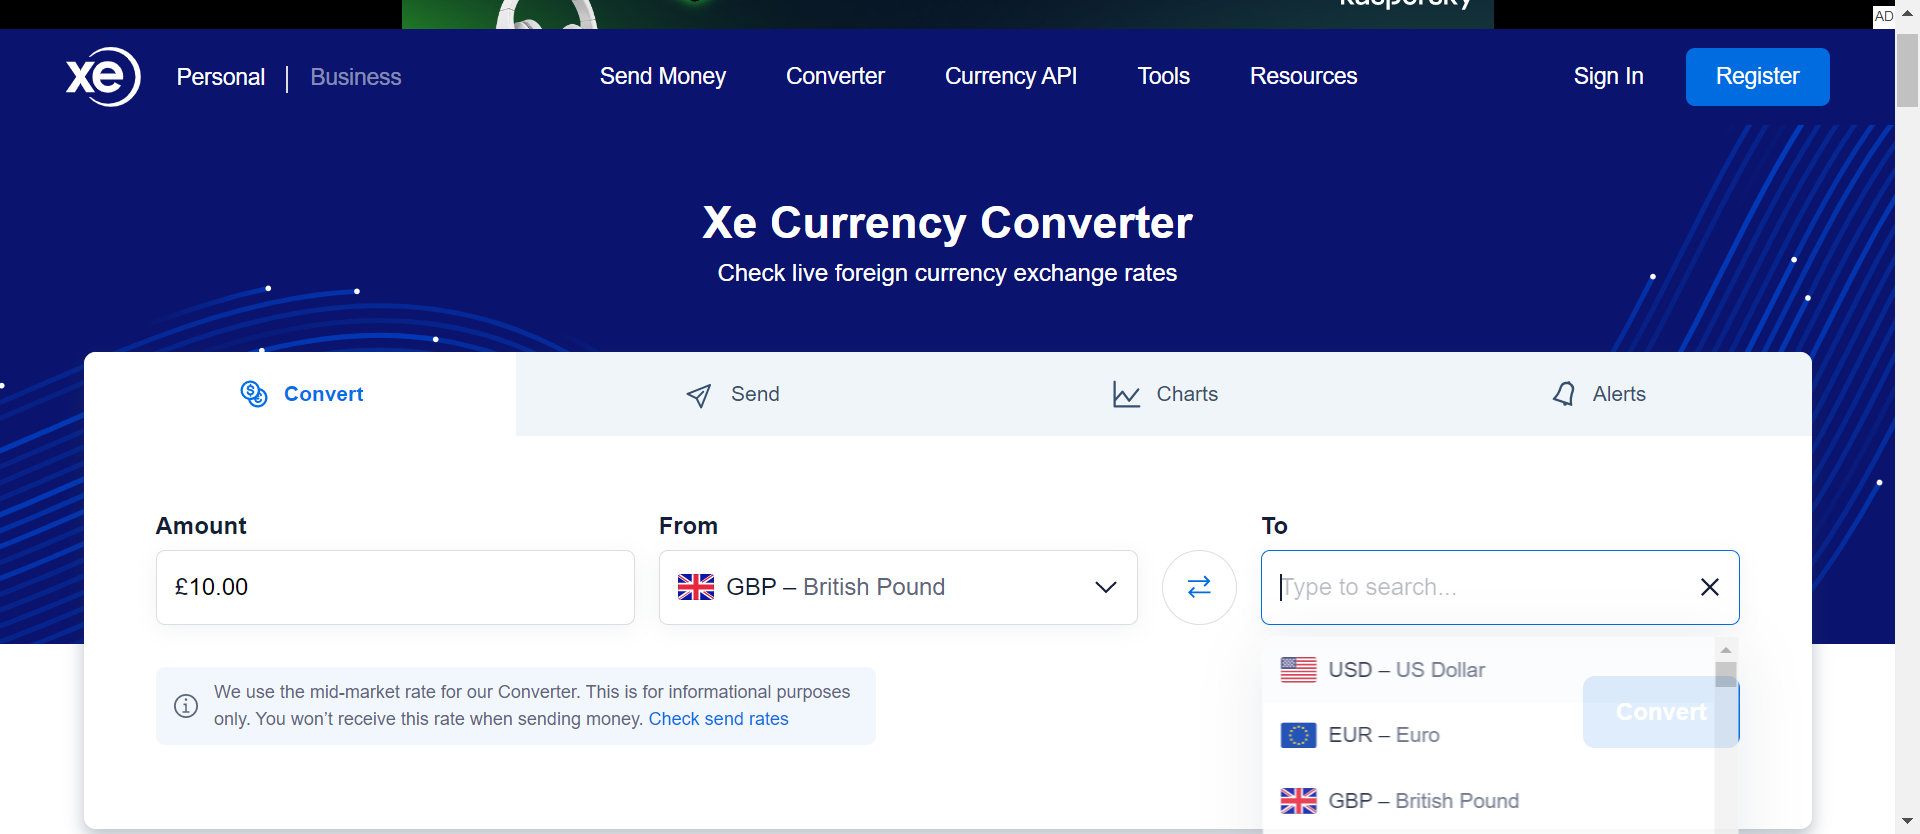 kaspersky
AD
xe Personal | Business Send Money Converter Currency API Tools Resources Sign In Register
Xe Currency Converter
Check live foreign currency exchange rates
Convert Send Charts Alerts
Amount From To
£10.00 GBP – British Pound Type to search...
We use the mid-market rate for our Converter. This is for informational purposes
only. You won’t receive this rate when sending money. Check send rates
USD – US Dollar
Convert
EUR – Euro
GBP – British Pound